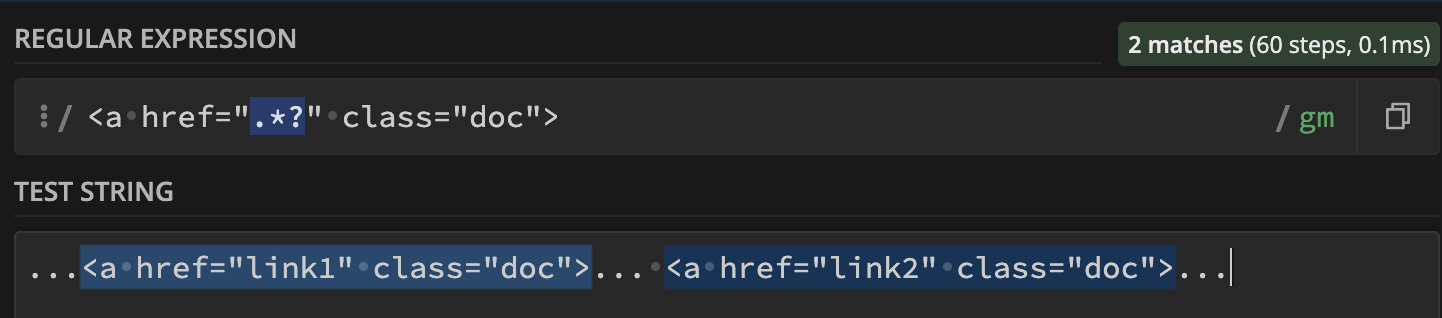 REGULAR EXPRESSION
2 matches (60 steps, 0.1ms)
/ <a href=".*?" class="doc"> / gm
TEST STRING
...<a href="link1" class="doc">... <a href="link2" class="doc">...